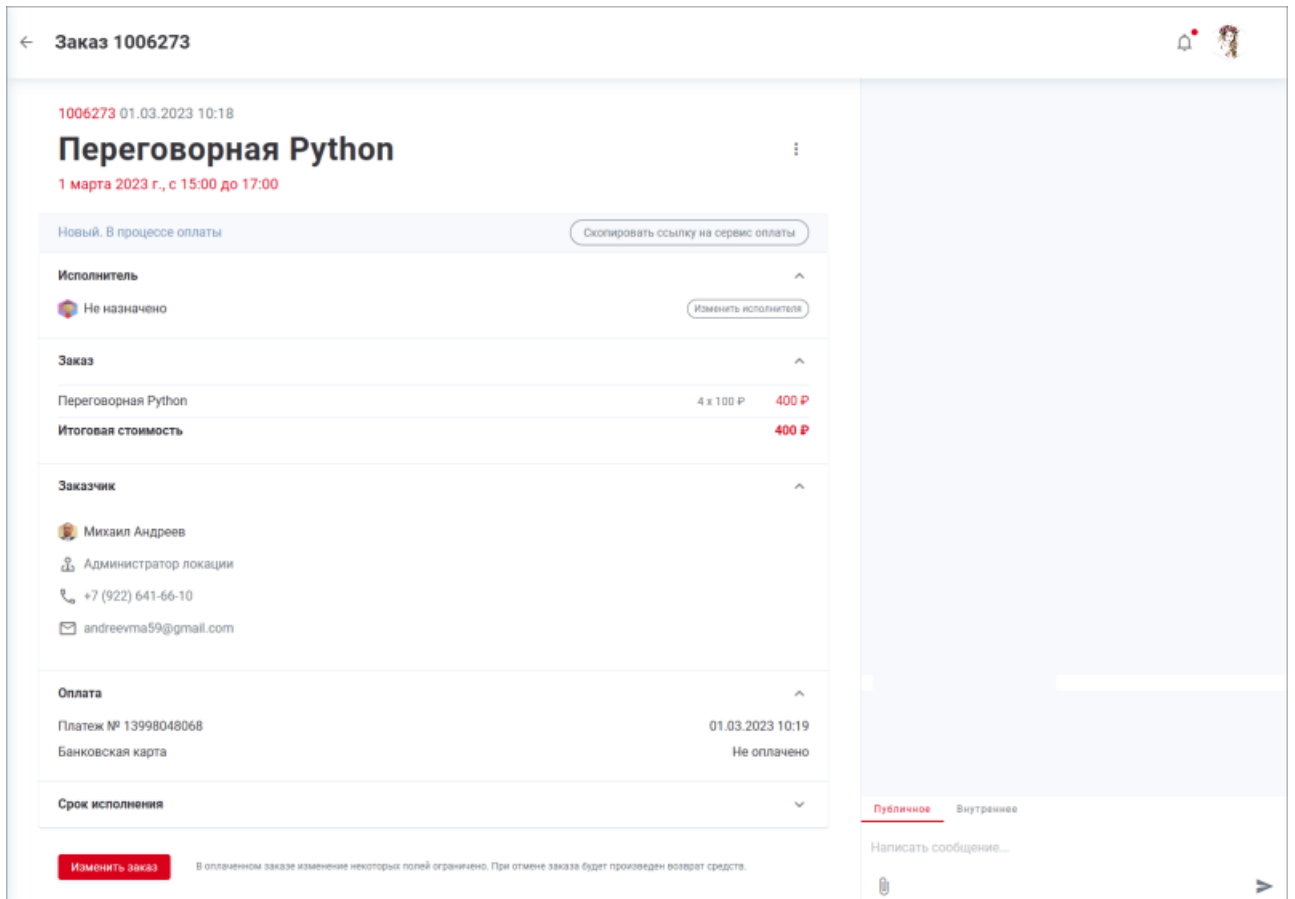 Заказ 1006273
1006273 01.03.2023 10:18
Переговорная Python
1 марта 2023 г., с 15:00 до 17:00
Новый. В процессе оплаты
Скопировать ссылку на сервис оплаты
Исполнитель
Не назначено
Изменить исполнителя
Заказ
Переговорная Python 4 x 100 ₽ 400 ₽
Итоговая стоимость 400 ₽
Заказчик
Михаил Андреев
Администратор локации
+7 (922) 641-66-10
andreevma59@gmail.com
Оплата
Платеж № 13998048068 01.03.2023 10:19
Банковская карта Не оплачено
Срок исполнения
Изменить заказ
В оплаченном заказе изменение некоторых полей ограничено. При отмене заказа будет произведен возврат средств.
Публичное Внутреннее
Написать сообщение...